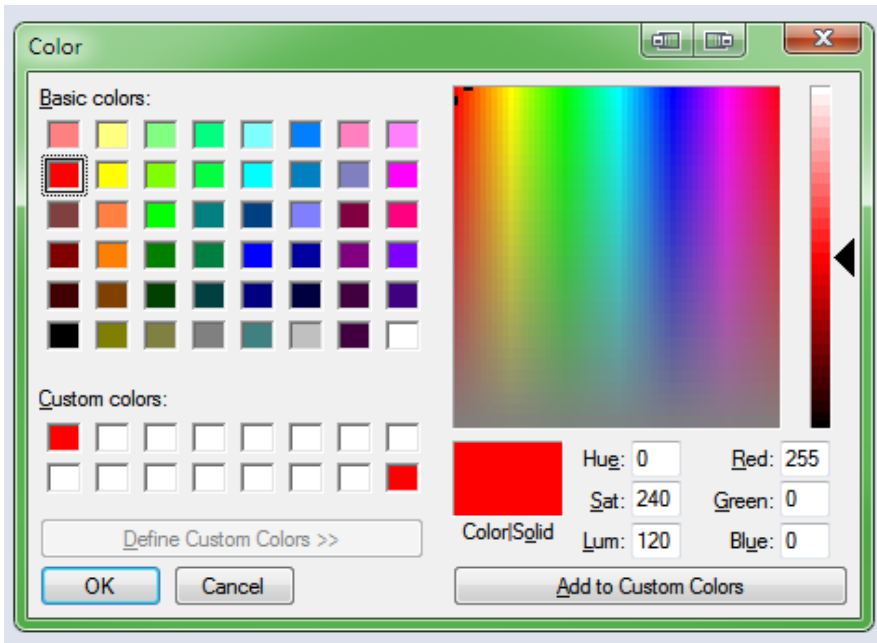 Color
Basic colors:
Custom colors:
Define Custom Colors >>
OK Cancel
Color|Solid
Hue: 0 Red: 255
Sat: 240 Green: 0
Lum: 120 Blue: 0
Add to Custom Colors